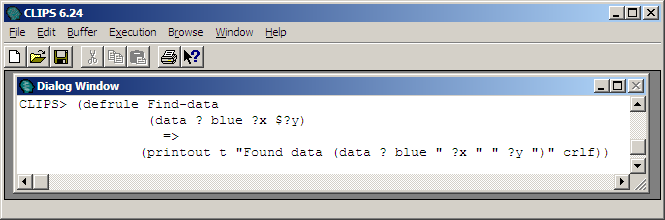 CLIPS 6.24
File Edit Buffer Execution Browse Window Help
Dialog Window
CLIPS> (defrule Find-data
(data ? blue ?x $?y)
=>
(printout t "Found data (data ? blue " ?x " " ?y ")" crlf))